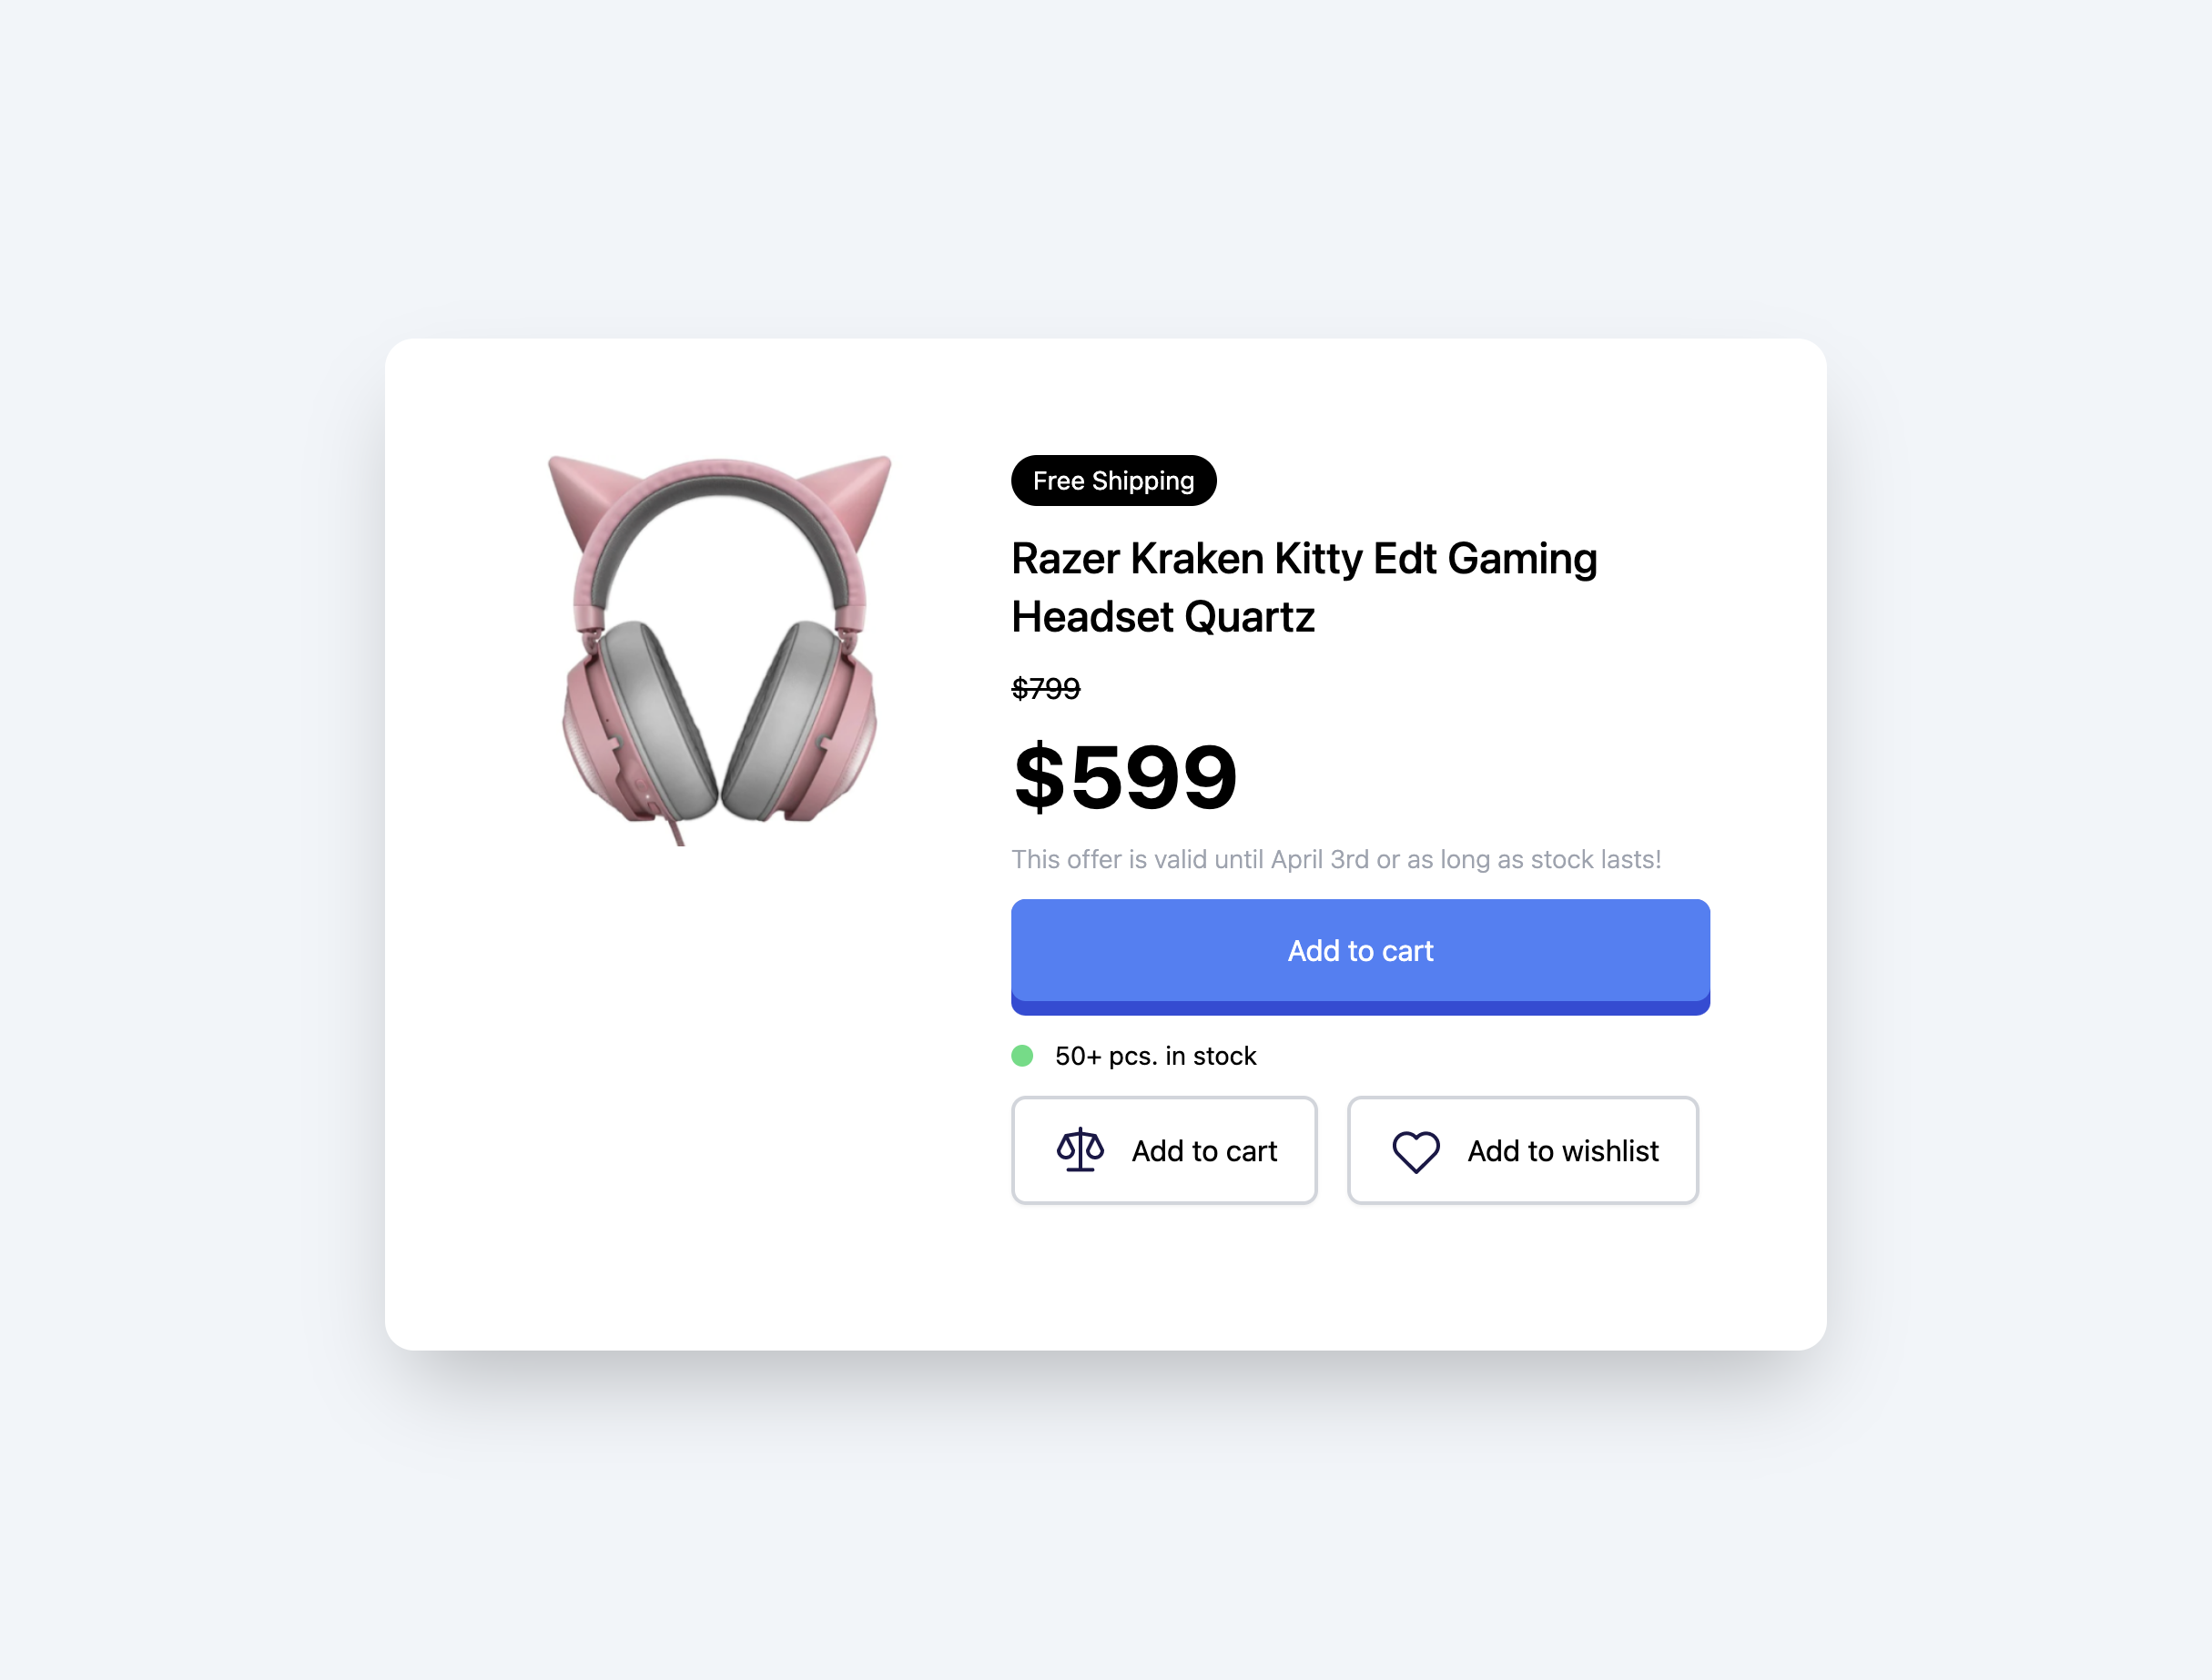 Free Shipping
Razer Kraken Kitty Edt Gaming
Headset Quartz
$799
$599
This offer is valid until April 3rd or as long as stock lasts!
Add to cart
50+ pcs. in stock
Add to cart
Add to wishlist